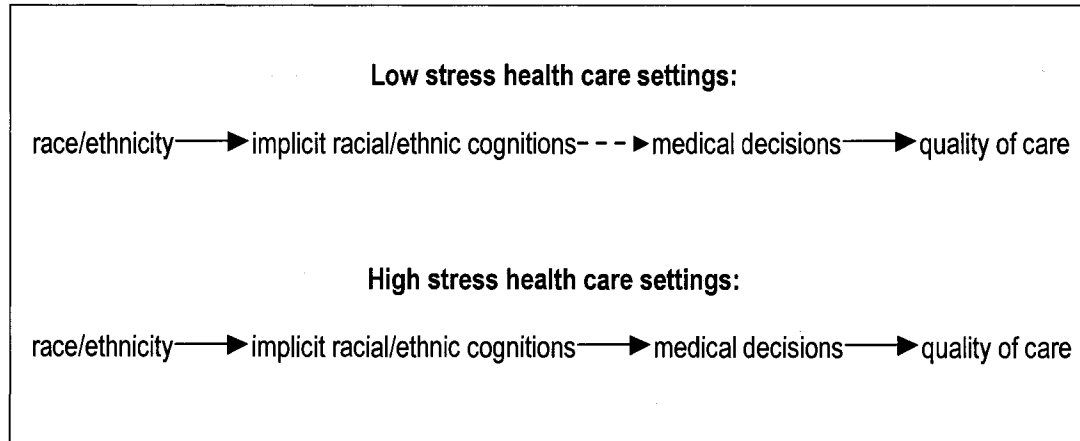 Low stress health care settings:
race/ethnicity implicit racial/ethnic cognitions medical decisions quality of care
High stress health care settings:
race/ethnicity implicit racial/ethnic cognitions medical decisions quality of care